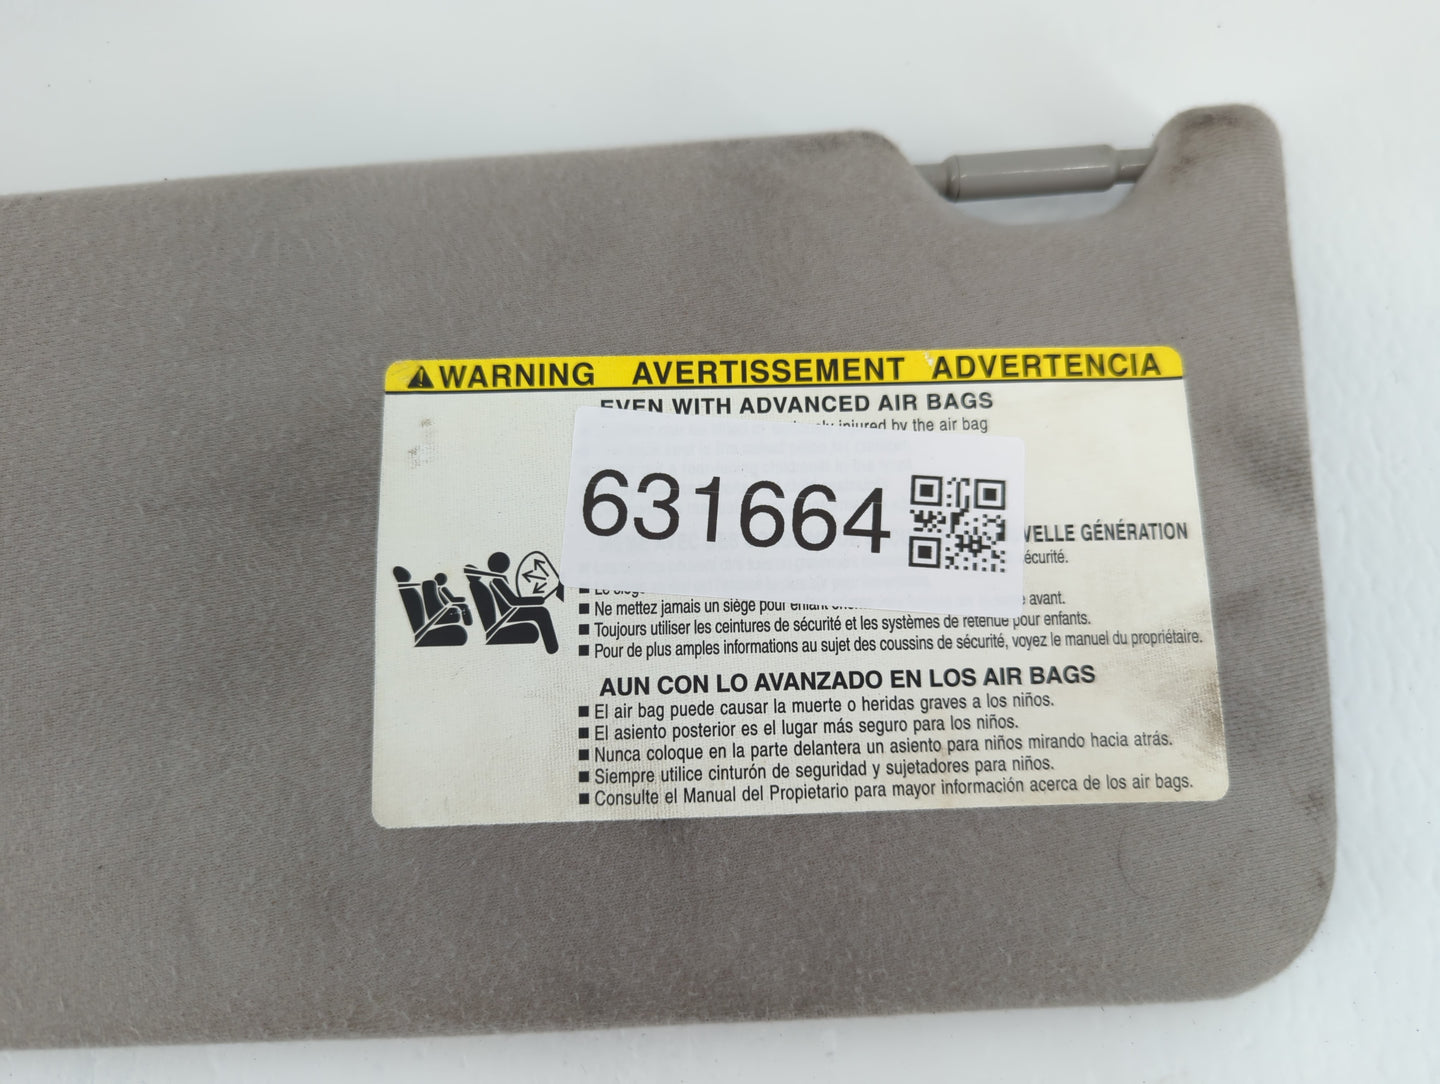 WARNING AVERTISSEMENT ADVERTENCIA
EVEN WITH ADVANCED AIR BAGS
injured by the air bag
631664
VELLE GÉNÉRATION
écurité.
avant.
Ne mettez jamais un siège pour
Toujours utiliser les ceintures de sécurité et les systèmes de retenue pour enfants.
Pour de plus amples informations au sujet des coussins de sécurité, voyez le manuel du propriétaire.
AUN CON LO AVANZADO EN LOS AIR BAGS
El air bag puede causar la muerte o heridas graves a los niños.
El asiento posterior es el lugar más seguro para los niños.
Nunca coloque en la parte delantera un asiento para niños mirando hacia atrás.
Siempre utilice cinturón de seguridad y sujetadores para niños.
Consulte el Manual del Propietario para mayor información acerca de los air bags.